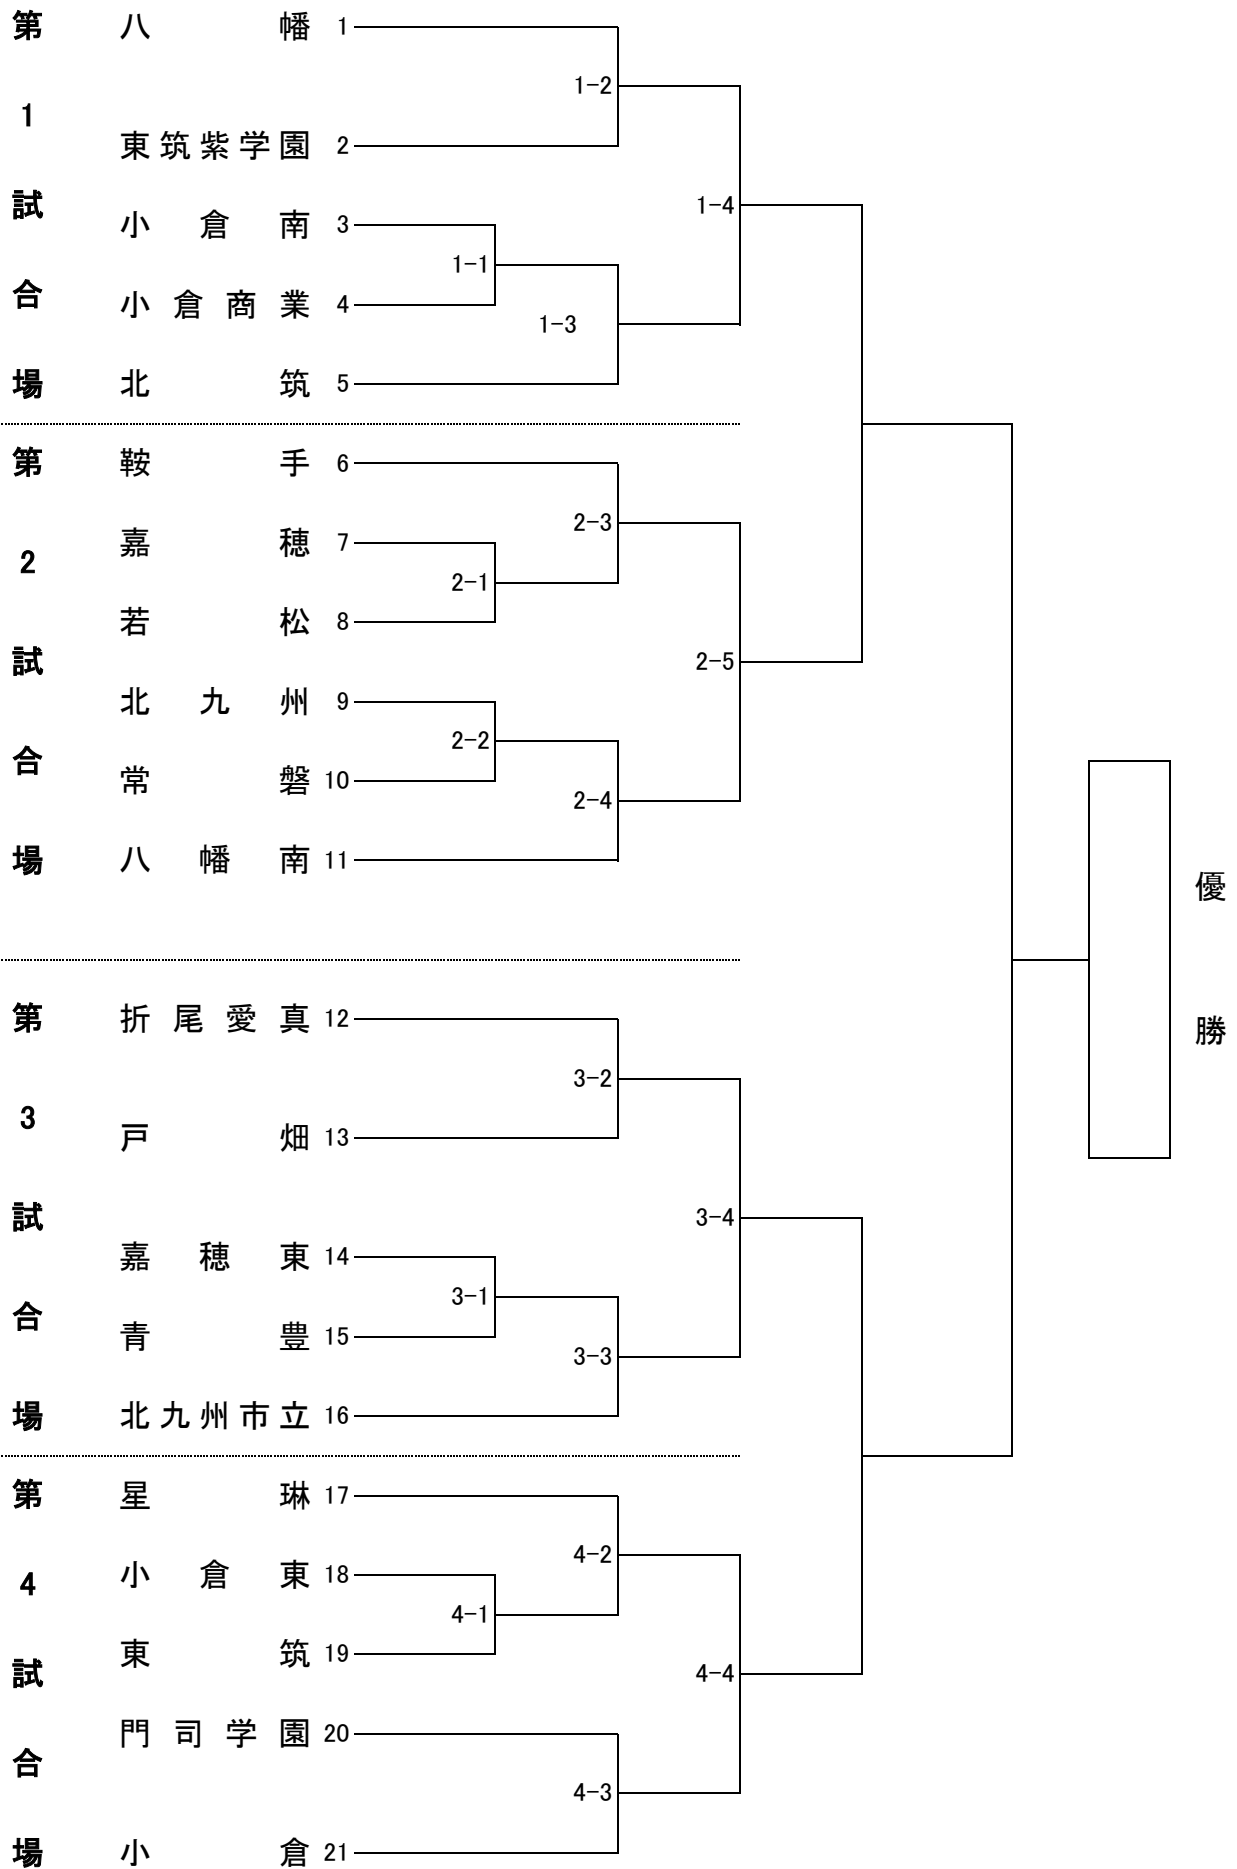 第1試合場
八幡 1
1-2
東筑紫学園 2
1-4
小倉南 3
1-1
小倉商業 4
1-3
北筑 5
第2試合場
鞍手 6
2-3
嘉穂 7
2-1
若松 8
2-5
北九州 9
2-2
常磐 10
2-4
八幡南 11
優勝
第3試合場
折尾愛真 12
3-2
戸畑 13
3-4
嘉穂東 14
3-1
青豊 15
3-3
北九州市立 16
第4試合場
星琳 17
4-2
小倉東 18
4-1
東筑 19
4-4
門司学園 20
4-3
小倉 21